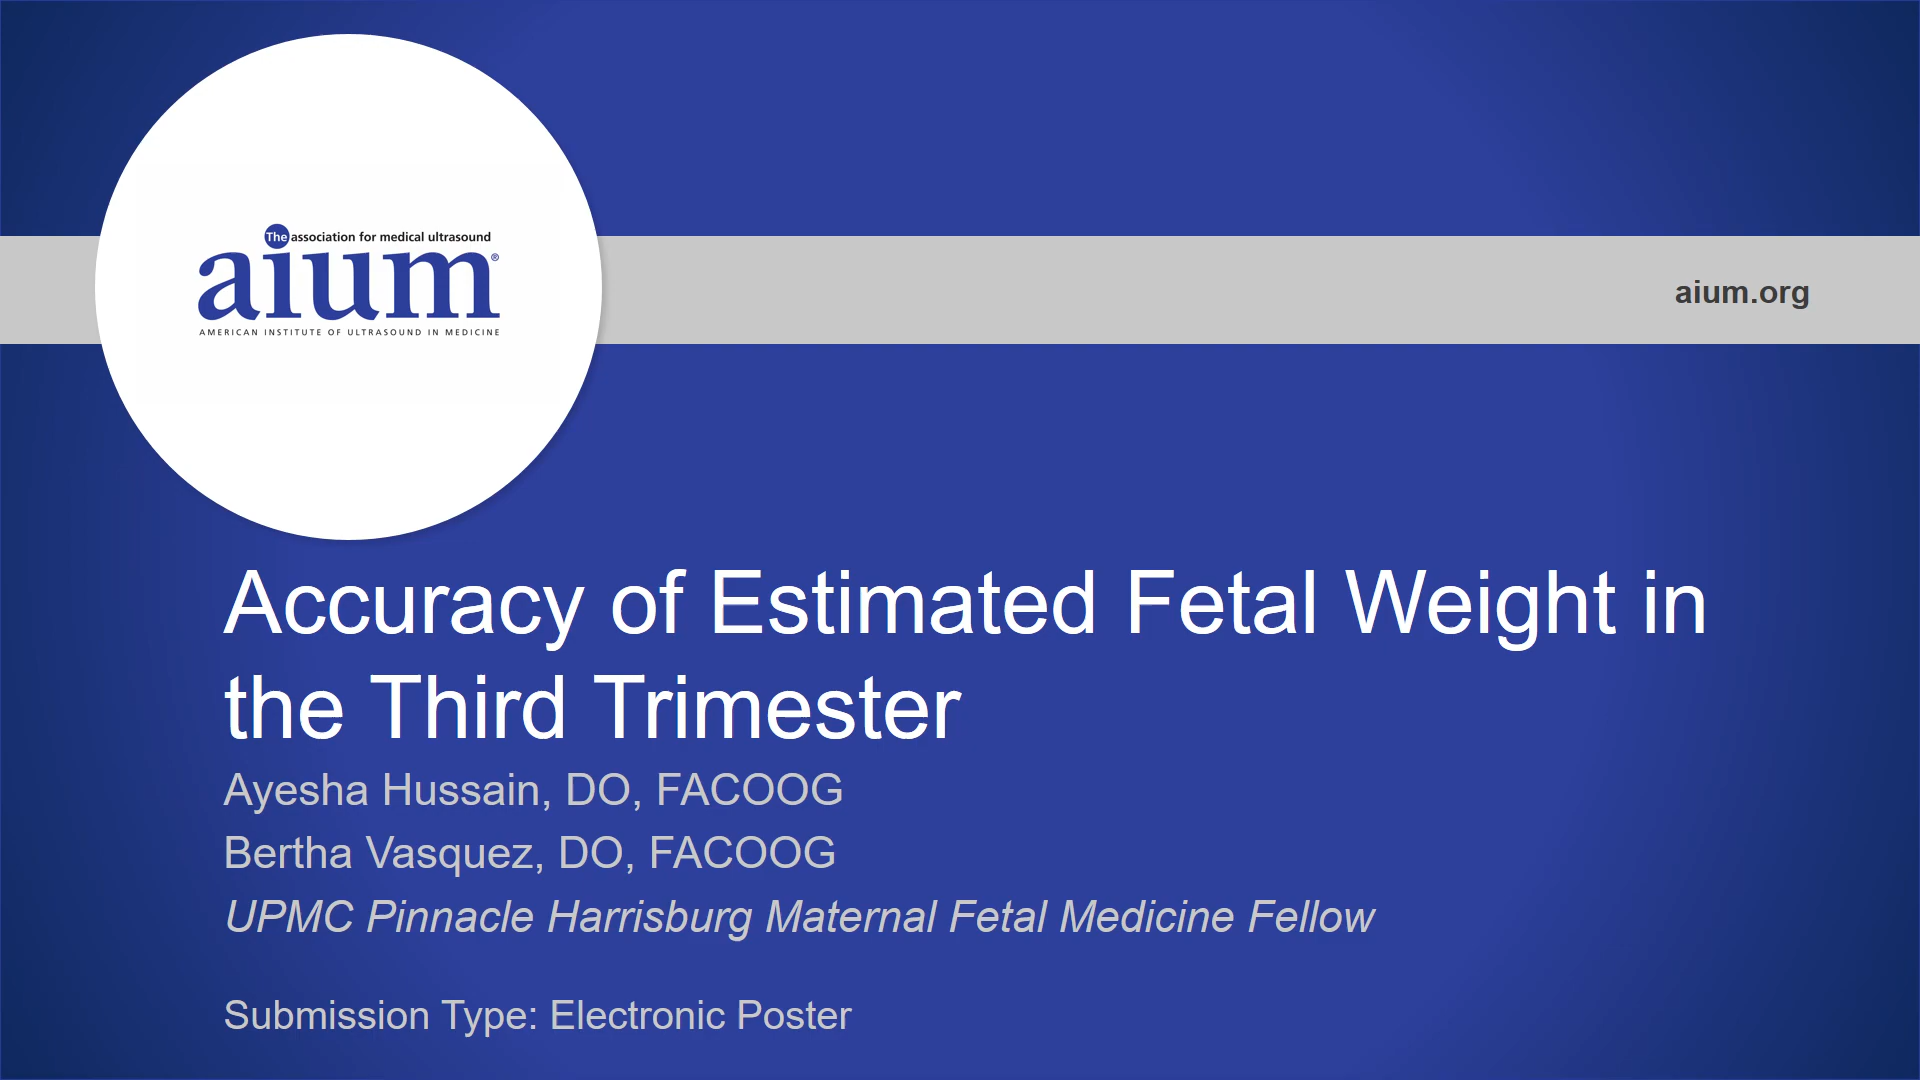 The association for medical ultrasound
aium®
AMERICAN INSTITUTE OF ULTRASOUND IN MEDICINE
aium.org
Accuracy of Estimated Fetal Weight in
the Third Trimester
Ayesha Hussain, DO, FACOOG
Bertha Vasquez, DO, FACOOG
UPMC Pinnacle Harrisburg Maternal Fetal Medicine Fellow
Submission Type: Electronic Poster